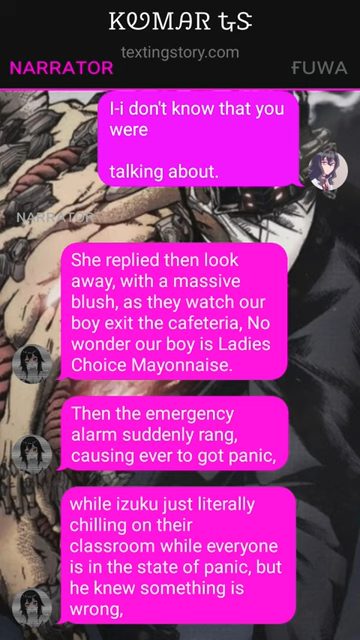 KᏬᎷᎯᖇ ᎿᎦ
textingstory.com
NARRATOR
FUWA
I-i don't know that you
were
talking about.
NARRATOR
She replied then look
away, with a massive
blush, as they watch our
boy exit the cafeteria, No
wonder our boy is Ladies
Choice Mayonnaise.
Then the emergency
alarm suddenly rang,
causing ever to got panic,
while izuku just literally
chilling on their
classroom while everyone
is in the state of panic, but
he knew something is
wrong,